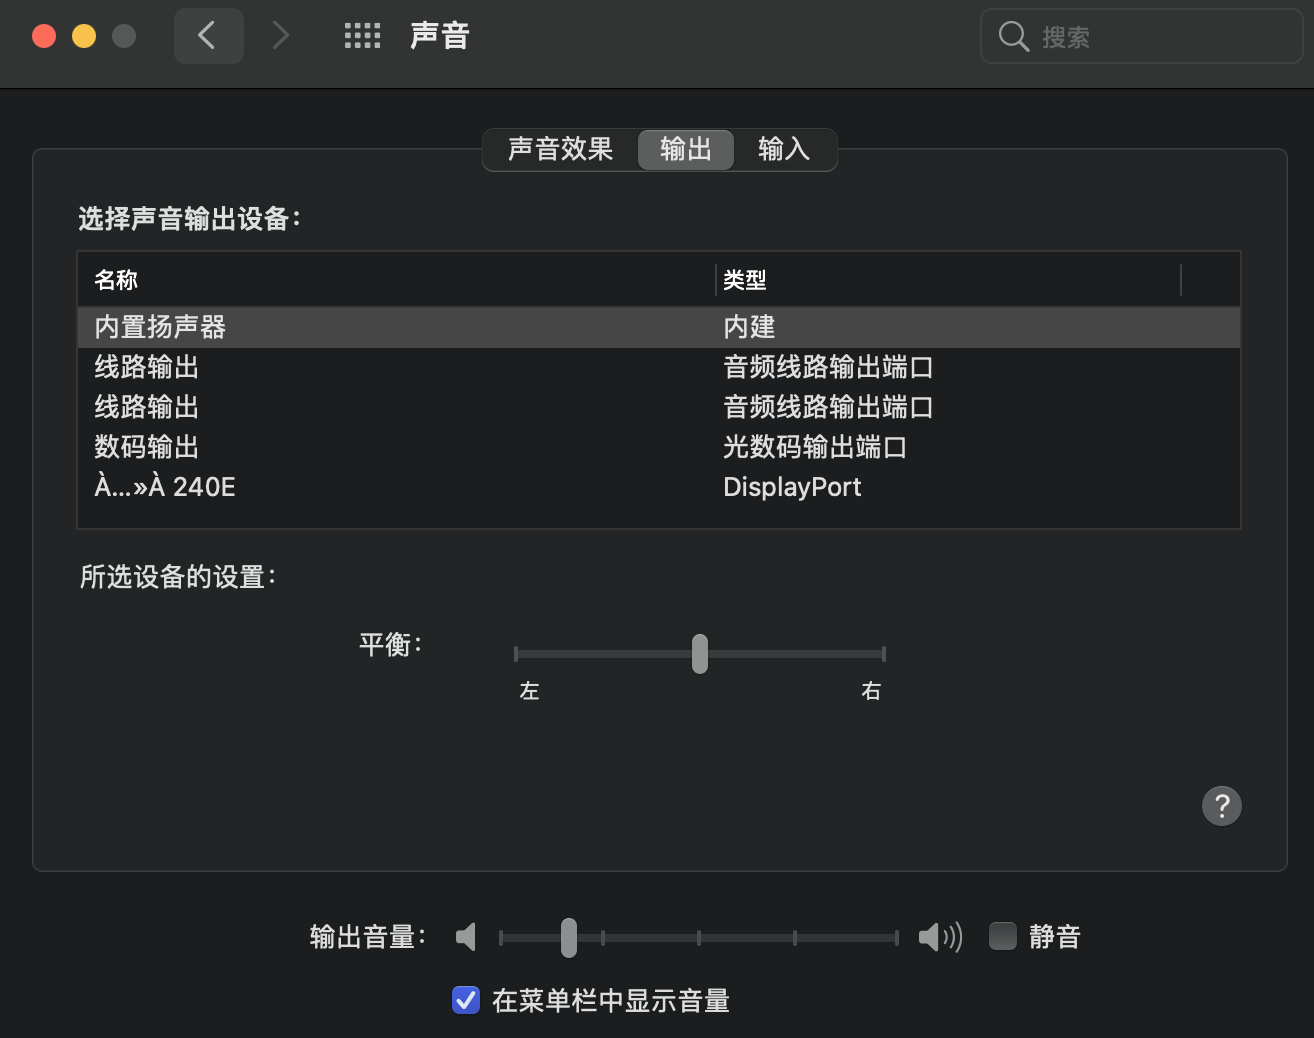 声音
搜索
声音效果 输出 输入
选择声音输出设备：
名称 类型
内置扬声器 内建
线路输出 音频线路输出端口
线路输出 音频线路输出端口
数码输出 光数码输出端口
À...»À 240E DisplayPort
所选设备的设置：
平衡：
左 右
?
输出音量： 静音
在菜单栏中显示音量